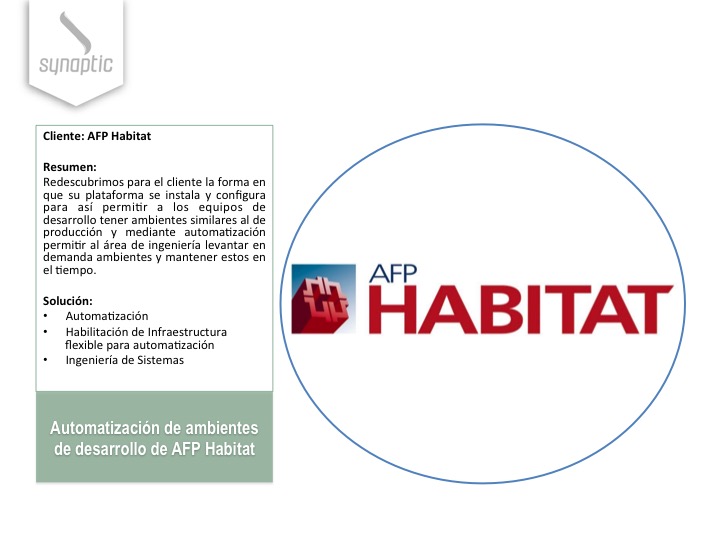 synaptic
Cliente: AFP Habitat
Resumen:
Redescubrimos para el cliente la forma en
que su plataforma se instala y configura
para así permitir a los equipos de
desarrollo tener ambientes similares al de
producción y mediante automatización
permitir al área de ingeniería levantar en
demanda ambientes y mantener estos en
el tiempo.
Solución:
• Automatización
• Habilitación de Infraestructura
flexible para automatización
• Ingeniería de Sistemas
Automatización de ambientes
de desarrollo de AFP Habitat
AFP
HABITAT